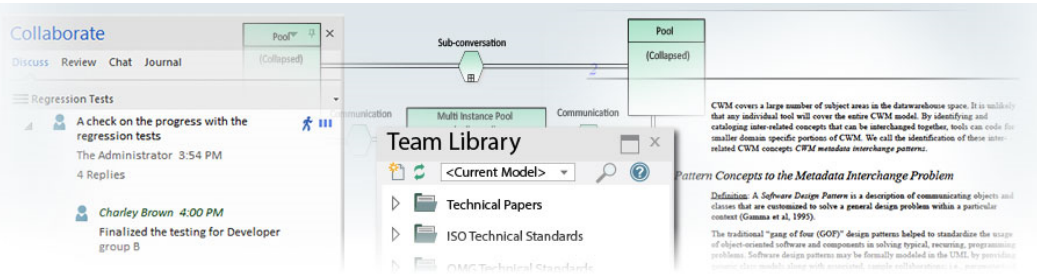 Collaborate
Discuss Review Chat Journal
Regression Tests
A check on the progress with the
regression tests
The Administrator 3:54 PM
4 Replies
Charley Brown 4:00 PM
Finalized the testing for Developer
group B
Pool
(Collapsed)
Sub-conversation
2
Pool
(Collapsed)
Communication
Multi Instance Pool
Communication
Team Library
<Current Model>
Technical Papers
ISO Technical Standards
OMG Technical Standards
CWM covers a large number of subject areas in the datawarehouse space. It is unlikely
that any individual tool will cover the entire CWM model. By identifying and
cataloging inter-related concepts that can be interchanged together, tools can code for
smaller domain specific portions of CWM. We call the identification of these inter-
related CWM concepts CWM metadata interchange patterns.
Pattern Concepts to the Metadata Interchange Problem
Definition: A Software Design Pattern is a description of communicating objects and
classes that are customized to solve a general design problem within a particular
context (Gamma et al, 1995).
The traditional "gang of four (GOF)" design patterns helped to standardize the usage
of object-oriented software and components in solving typical, recurring, programming
problems. Software design patterns may be formally modeled in the UML by providing